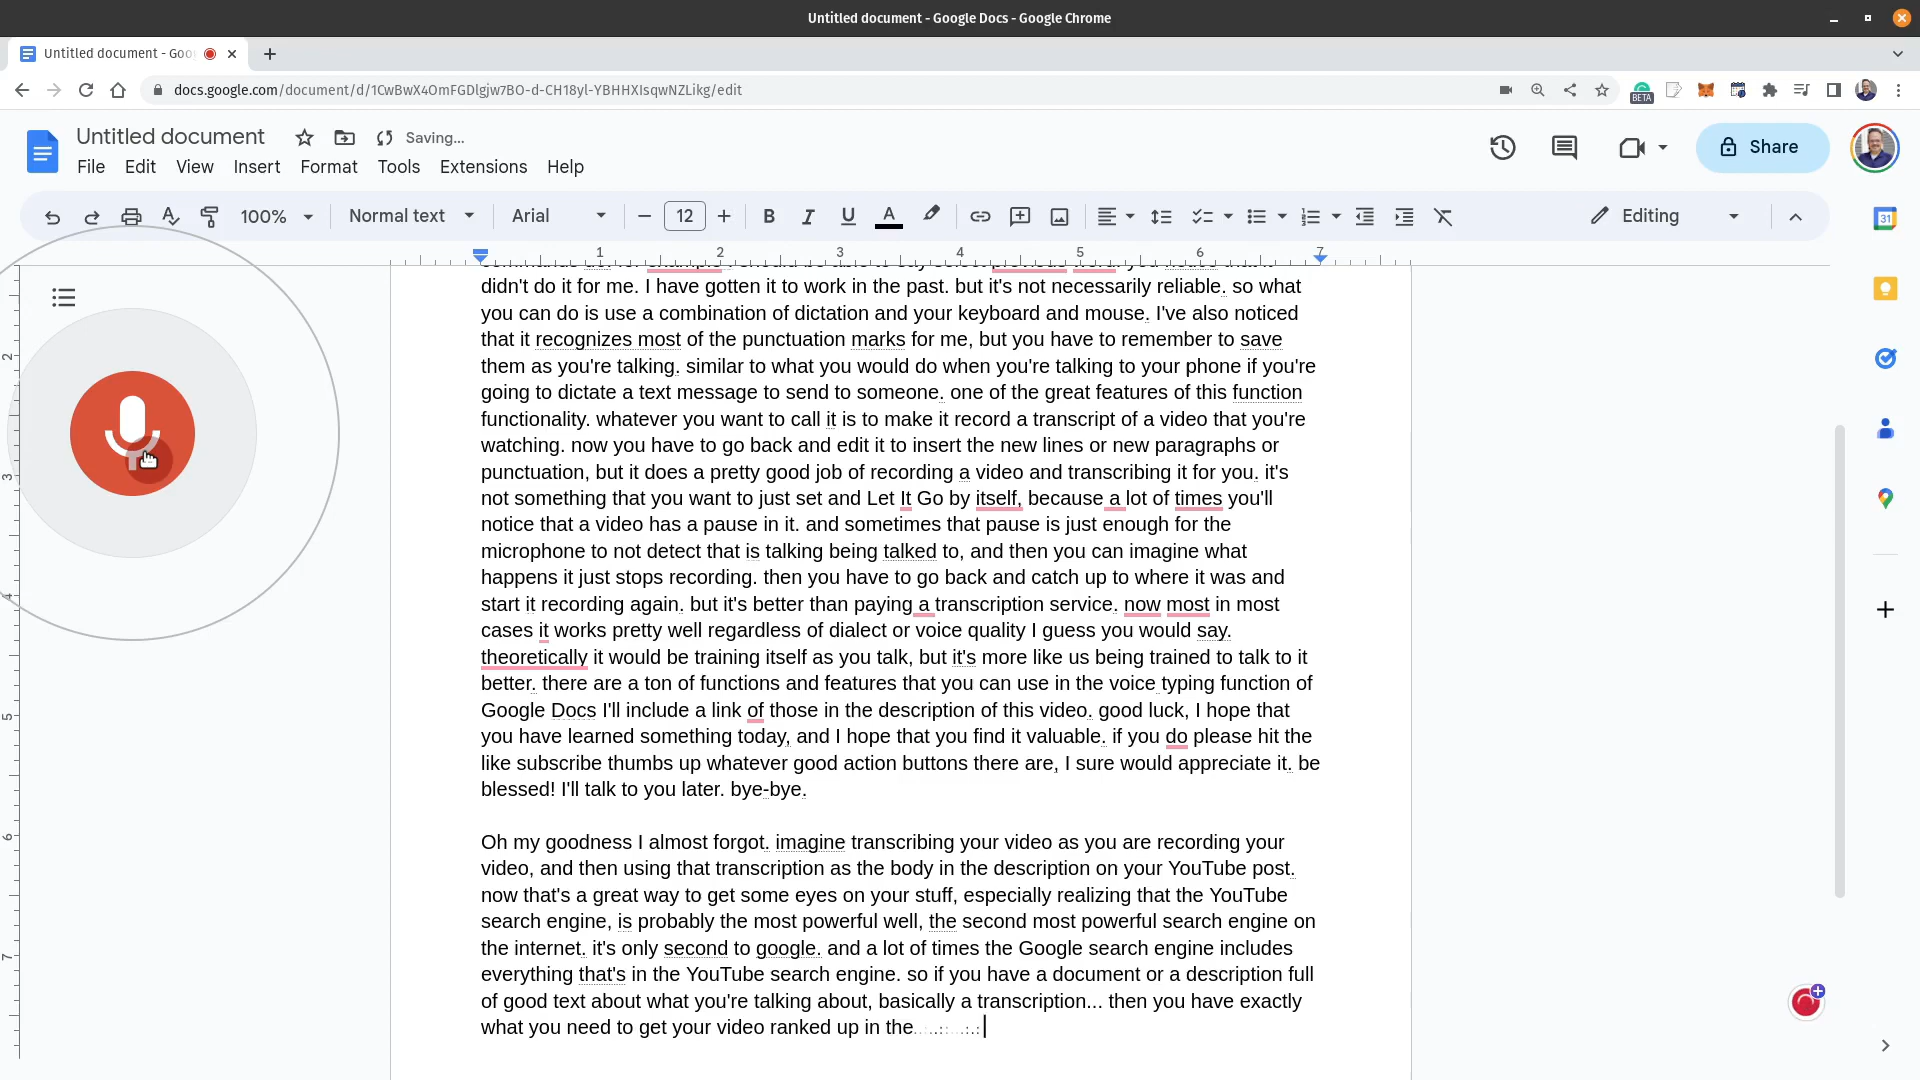 Untitled document - Google Docs - Google Chrome
Untitled document - Goo
docs.google.com/document/d/1CwBwX4OmFGDlgjw7BO-d-CH18yl-YBHHXIsqwNZLikg/edit
BETA
Untitled document
Saving...
File Edit View Insert Format Tools Extensions Help
Share
100% Normal text Arial 12 Editing
31
1 2 3 4 5 6 7
didn't do it for me. I have gotten it to work in the past. but it's not necessarily reliable. so what
you can do is use a combination of dictation and your keyboard and mouse. I've also noticed
that it recognizes most of the punctuation marks for me, but you have to remember to save
them as you're talking. similar to what you would do when you're talking to your phone if you're
going to dictate a text message to send to someone. one of the great features of this function
functionality. whatever you want to call it is to make it record a transcript of a video that you're
watching. now you have to go back and edit it to insert the new lines or new paragraphs or
punctuation, but it does a pretty good job of recording a video and transcribing it for you. it's
not something that you want to just set and Let It Go by itself, because a lot of times you'll
notice that a video has a pause in it. and sometimes that pause is just enough for the
microphone to not detect that is talking being talked to, and then you can imagine what
happens it just stops recording. then you have to go back and catch up to where it was and
start it recording again. but it's better than paying a transcription service. now most in most
cases it works pretty well regardless of dialect or voice quality I guess you would say.
theoretically it would be training itself as you talk, but it's more like us being trained to talk to it
better. there are a ton of functions and features that you can use in the voice typing function of
Google Docs I'll include a link of those in the description of this video. good luck, I hope that
you have learned something today, and I hope that you find it valuable. if you do please hit the
like subscribe thumbs up whatever good action buttons there are, I sure would appreciate it. be
blessed! I'll talk to you later. bye-bye.
Oh my goodness I almost forgot. imagine transcribing your video as you are recording your
video, and then using that transcription as the body in the description on your YouTube post.
now that's a great way to get some eyes on your stuff, especially realizing that the YouTube
search engine, is probably the most powerful well, the second most powerful search engine on
the internet. it's only second to google. and a lot of times the Google search engine includes
everything that's in the YouTube search engine. so if you have a document or a description full
of good text about what you're talking about, basically a transcription... then you have exactly
what you need to get your video ranked up in the
2
3
4
5
6
7